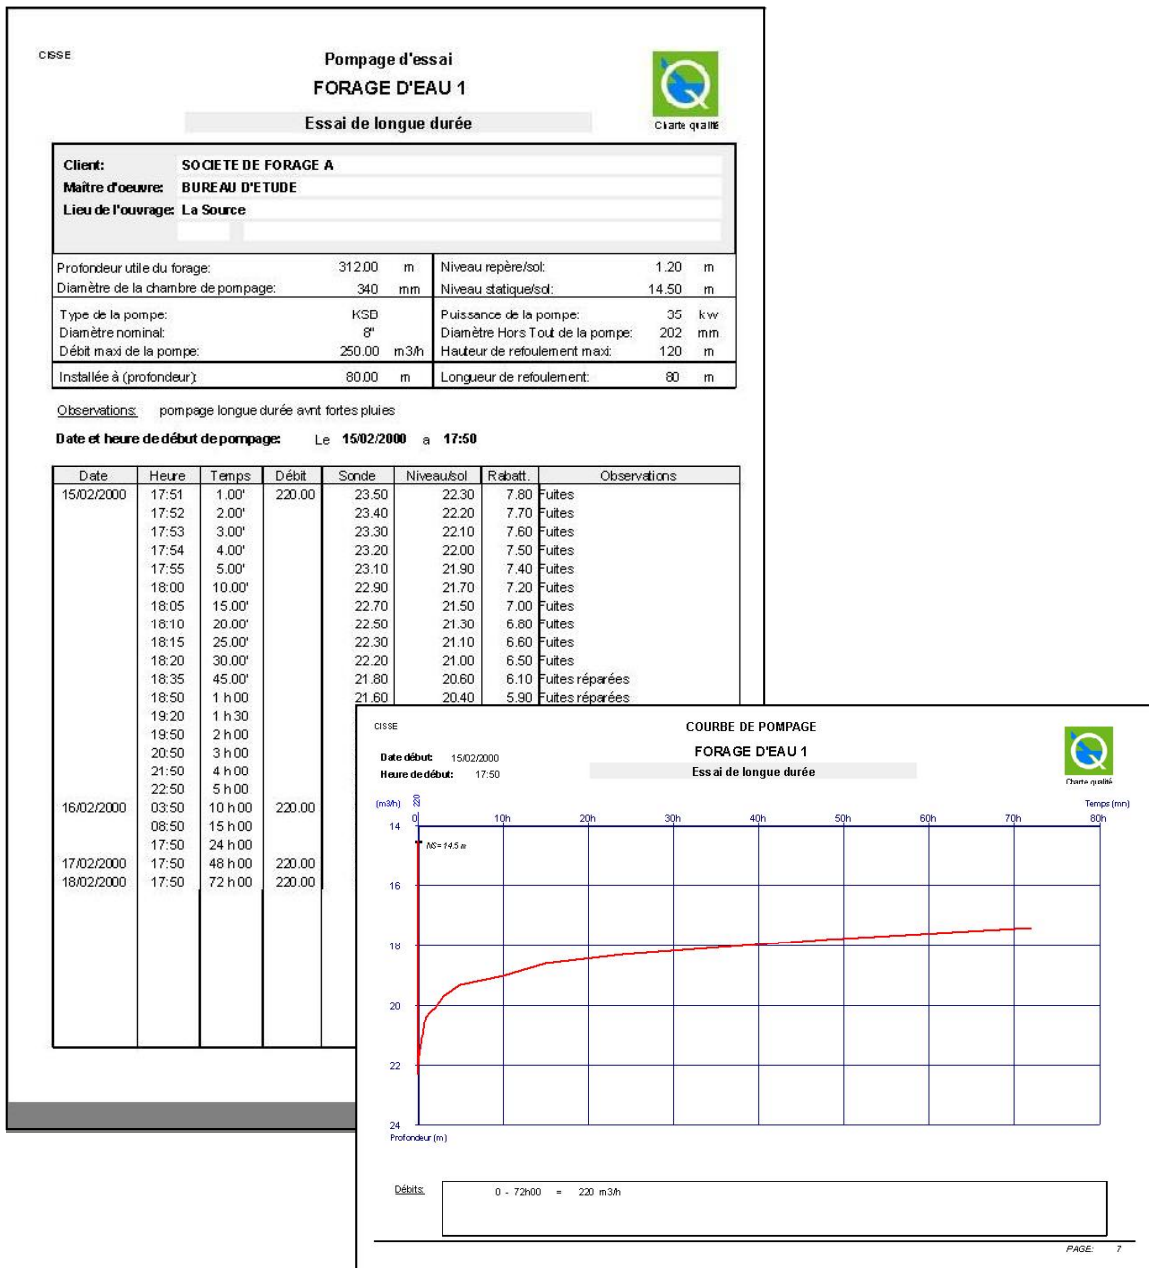 CISSE
Pompage d'essai
FORAGE D'EAU 1
Essai de longue durée
Charte qualité
Client: SOCIETE DE FORAGE A
Maître d'oeuvre: BUREAU D'ETUDE
Lieu de l'ouvrage: La Source
Profondeur utile du forage: 312.00 m Niveau repère/sol: 1.20 m
Diamètre de la chambre de pompage: 340 mm Niveau statique/sol: 14.50 m
Type de la pompe: KSB Puissance de la pompe: 35 kw
Diamètre nominal: 8" Diamètre Hors Tout de la pompe: 202 mm
Débit maxi de la pompe: 250.00 m3/h Hauteur de refoulement maxi: 120 m
Installée à (profondeur): 80.00 m Longueur de refoulement: 80 m
Observations: pompage longue durée avnt fortes pluies
Date et heure de début de pompage: Le 15/02/2000 a 17:50
Date Heure Temps Débit Sonde Niveau/sol Rabatt. Observations
15/02/2000 17:51 1.00' 220.00 23.50 22.30 7.80 Fuites
17:52 2.00' 23.40 22.20 7.70 Fuites
17:53 3.00' 23.30 22.10 7.60 Fuites
17:54 4.00' 23.20 22.00 7.50 Fuites
17:55 5.00' 23.10 21.90 7.40 Fuites
18:00 10.00' 22.90 21.70 7.20 Fuites
18:05 15.00' 22.70 21.50 7.00 Fuites
18:10 20.00' 22.50 21.30 6.80 Fuites
18:15 25.00' 22.30 21.10 6.60 Fuites
18:20 30.00' 22.20 21.00 6.50 Fuites
18:35 45.00' 21.80 20.60 6.10 Fuites réparées
18:50 1 h 00 21.60 20.40 5.90 Fuites réparées
19:20 1 h 30
19:50 2 h 00
20:50 3 h 00
21:50 4 h 00
22:50 5 h 00
16/02/2000 03:50 10 h 00 220.00
08:50 15 h 00
17:50 24 h 00
17/02/2000 17:50 48 h 00 220.00
18/02/2000 17:50 72 h 00 220.00
CISSE
COURBE DE POMPAGE
FORAGE D'EAU 1
Essai de longue durée
Date début: 15/02/2000
Heure de début: 17:50
Charte qualité
(m3/h) 220 Temps (mn)
0 10h 20h 30h 40h 50h 60h 70h 80h
14
NS= 14.5 m
16
18
20
22
24
Profondeur (m)
Débits: 0 - 72h00 = 220 m3/h
PAGE: 7